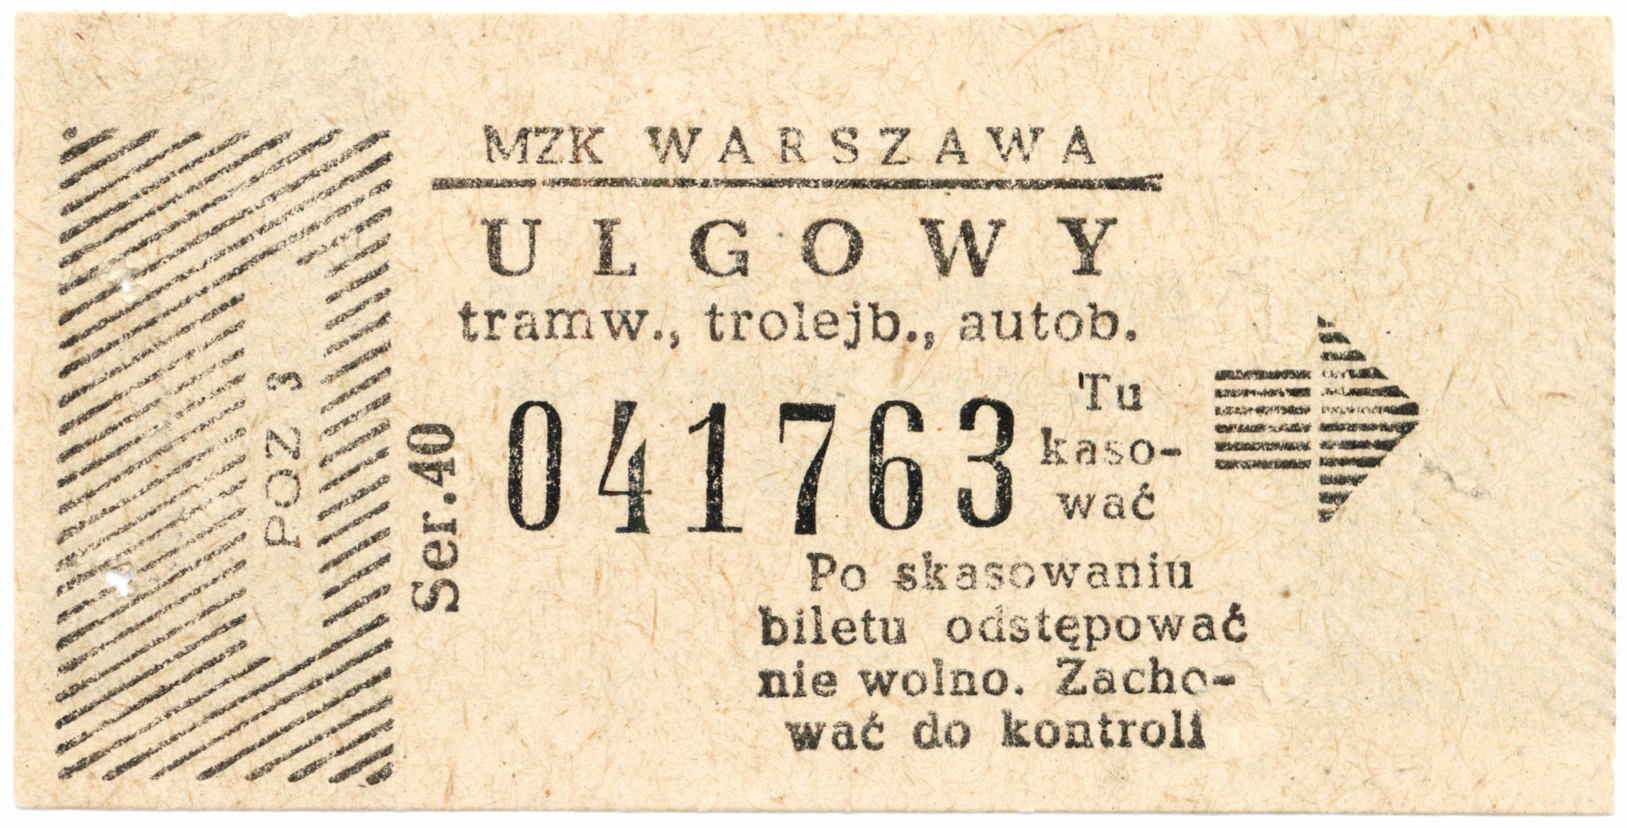 MZK WARSZAWA
ULGOWY
tramw., trolejb., autob.
POZ 3
Ser.40
041763
Tu
kaso-
wać
Po skasowaniu
biletu odstępować
nie wolno. Zacho-
wać do kontroli